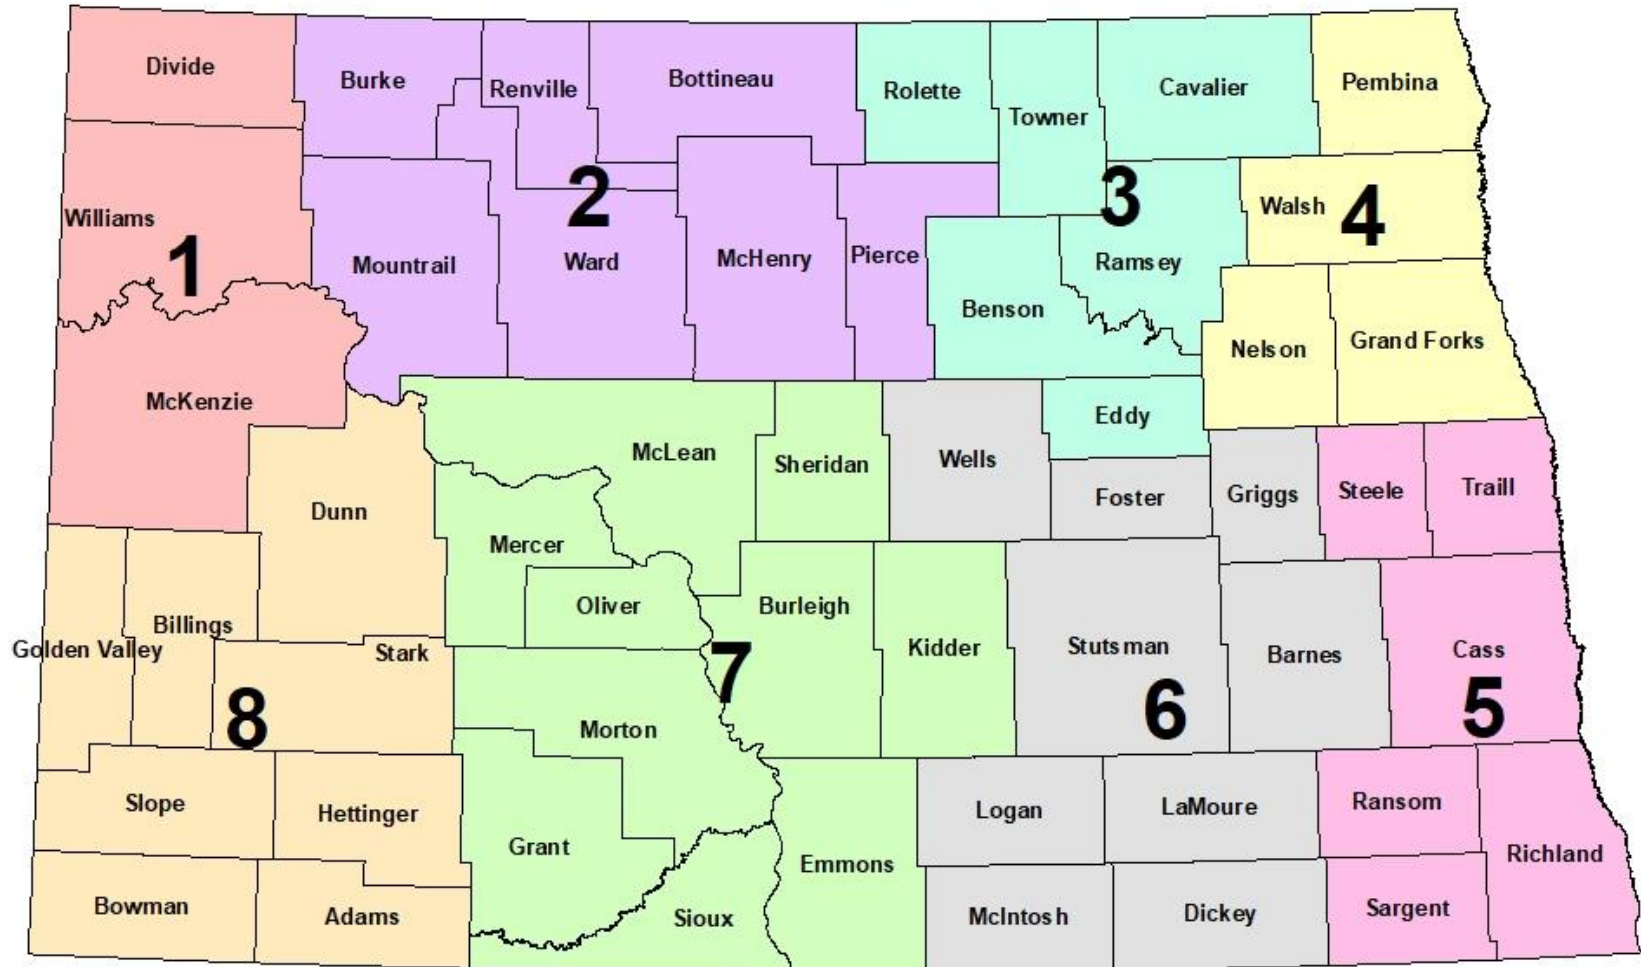 Divide
Burke
Renville
Bottineau
Rolette
Towner
Cavalier
Pembina
Williams
1
Mountrail
2
Ward
McHenry
Pierce
Benson
3
Ramsey
Walsh
4
Nelson
Grand Forks
McKenzie
Dunn
McLean
Sheridan
Wells
Eddy
Foster
Griggs
Steele
Traill
Mercer
Oliver
Burleigh
Kidder
Stutsman
Barnes
Cass
Golden Valley
Billings
Stark
8
7
6
5
Morton
Slope
Hettinger
Grant
Emmons
Logan
LaMoure
Ransom
Richland
Bowman
Adams
Sioux
McIntosh
Dickey
Sargent